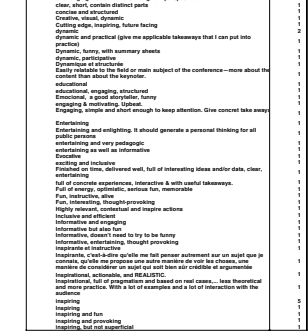 clear, short, contain distinct parts 1
concise and structured 1
Creative, visual, dynamic 1
Cutting edge, inspiring, future facing 1
dynamic 2
dynamic and practical (give me applicable takeaways that I can put into
practice) 1
Dynamic, funny, with summary sheets 1
dynamic, participative 1
Dynamique et structurée 1
Easily relatable to the field or main subject of the conference—more about the
content than about the keynoter. 1
educational 1
educational, engaging, structured 1
Emocional, a good storyteller, funny 1
engaging & motivating, Upbeat. 1
Engaging, simple and short enough to keep attention. Give concret take aways
1
Entertaining 1
Entertaining and enlighting. It should generate a personal thinking for all
public persons 1
entertaining and very pedagogic 1
entertaining as well as informative 1
Evocative 1
exciting and inclusive 1
Finished on time, delivered well, full of interesting ideas and/or data, clear,
entertaining 1
full of concrete experiences, interactive & with useful takeaways. 1
Full of energy, optimistic, serious fun, memorable 1
Fun, instructive, alive 1
Fun, interesting, thought-provoking 1
Highly relevant, contextual and inspire actions 1
Inclusive and efficient 1
Informative and engaging 1
Informative but also fun 1
Informative, doesn't need to try to be funny 1
Informative, entertaining, thought provoking 1
inspirante et instructive 1
Inspirante, c'est-à-dire qu'elle me fait penser autrement sur un sujet que je
connais, qu'elle me propose une autre manière de voir les choses, une
manière de considérer un sujet qui soit bien sûr crédible et argumentée 1
Inspirational, actionable, and REALISTIC. 1
Inspirational, full of pragmatism and based on real cases,... less theoretical
and more practice. With a lot of examples and a lot of interaction with the
audience 1
inspiring 5
Inspiring 1
inspiring and fun 1
inspiring and provoking 1
inspiring, but not superficial 1